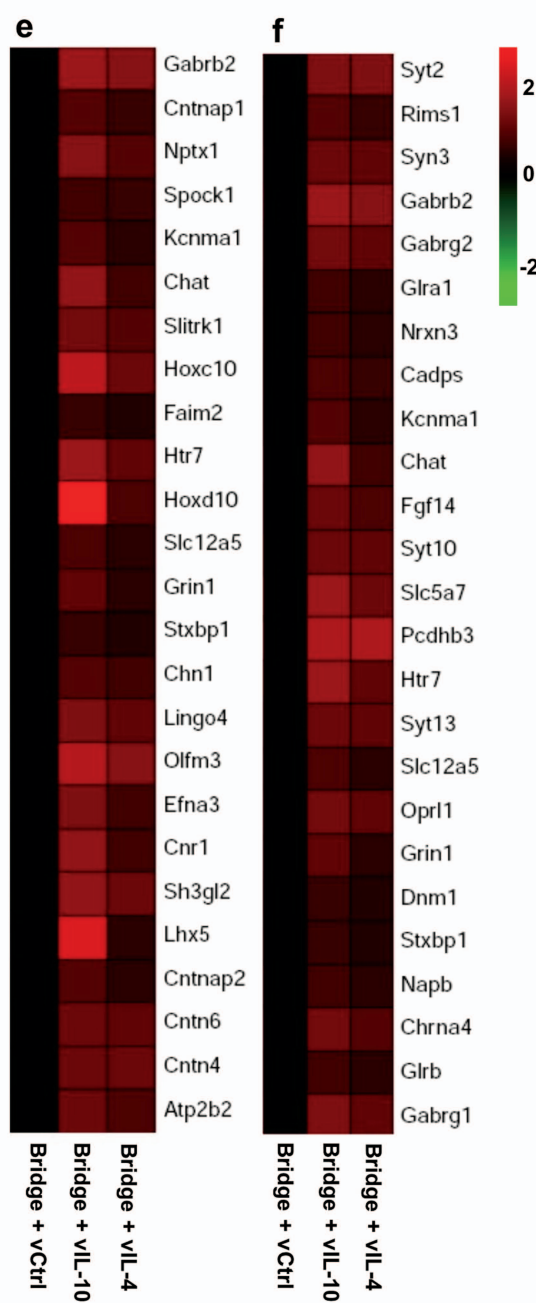 e
Gabrb2
Cntnap1
Nptx1
Spock1
Kcnma1
Chat
Slitrk1
Hoxc10
Faim2
Htr7
Hoxd10
Slc12a5
Grin1
Stxbp1
Chn1
Lingo4
Olfm3
Efna3
Cnr1
Sh3gl2
Lhx5
Cntnap2
Cntn6
Cntn4
Atp2b2
Bridge + vCtrl
Bridge + vIL-10
Bridge + vIL-4
f
Syt2
Rims1
Syn3
Gabrb2
Gabrg2
Glra1
Nrxn3
Cadps
Kcnma1
Chat
Fgf14
Syt10
Slc5a7
Pcdhb3
Htr7
Syt13
Slc12a5
Oprl1
Grin1
Dnm1
Stxbp1
Napb
Chrna4
Glrb
Gabrg1
Bridge + vCtrl
Bridge + vIL-10
Bridge + vIL-4
2
0
-2